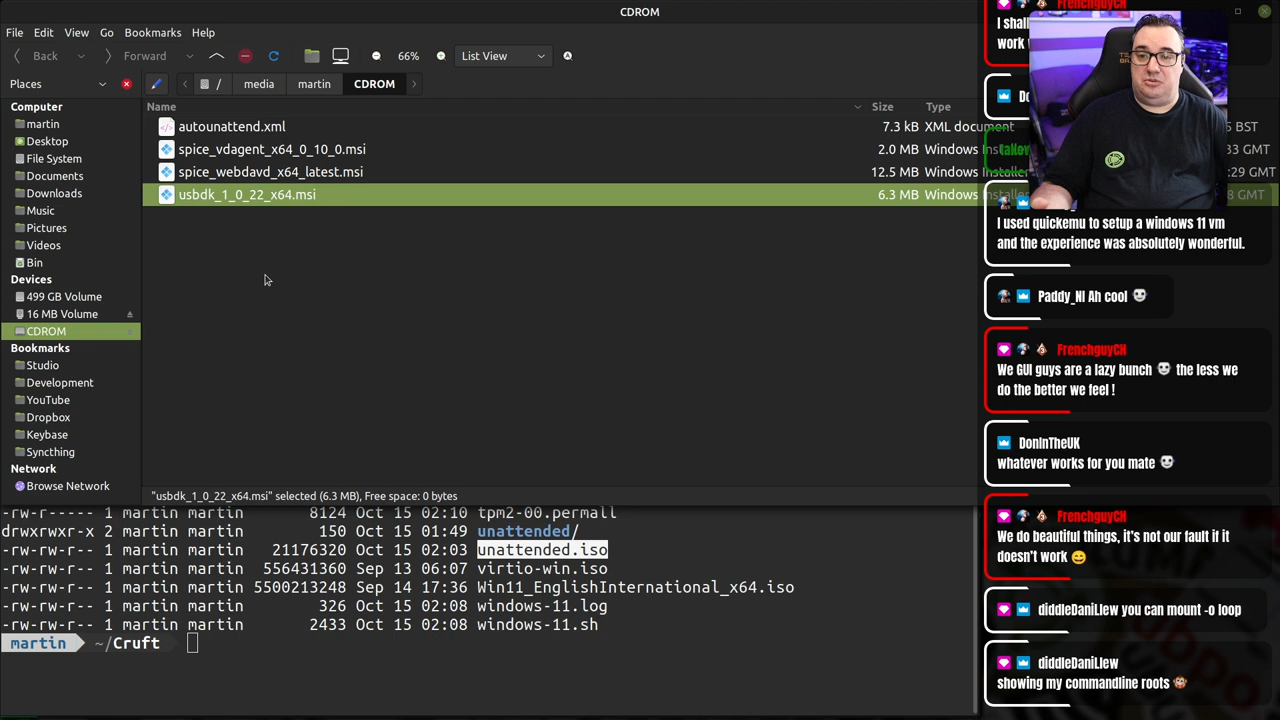 CDROM
File Edit View Go Bookmarks Help
Back Forward 66% List View
Places / media martin CDROM
Name Size Type
Computer
martin
Desktop
File System
Documents
Downloads
Music
Pictures
Videos
Bin
Devices
499 GB Volume
16 MB Volume
CDROM
Bookmarks
Studio
Development
YouTube
Dropbox
Keybase
Syncthing
Network
Browse Network
autounattend.xml 7.3 kB XML document BST
spice_vdagent_x64_0_10_0.msi 2.0 MB Windows GMT
spice_webdavd_x64_latest.msi 12.5 MB Windows Installer :29 GMT
usbdk_1_0_22_x64.msi 6.3 MB Windows Installer GMT
"usbdk_1_0_22_x64.msi" selected (6.3 MB), Free space: 0 bytes
-rw-r----- 1 martin martin 8124 Oct 15 02:10 tpm2-00.permall
drwxrwxr-x 2 martin martin 150 Oct 15 01:49 unattended/
-rw-rw-r-- 1 martin martin 21176320 Oct 15 02:03 unattended.iso
-rw-rw-r-- 1 martin martin 556431360 Sep 13 06:07 virtio-win.iso
-rw-rw-r-- 1 martin martin 5500213248 Sep 14 17:36 Win11_EnglishInternational_x64.iso
-rw-rw-r-- 1 martin martin 326 Oct 15 02:08 windows-11.log
-rw-rw-r-- 1 martin martin 2433 Oct 15 02:08 windows-11.sh
martin ~/Cruft
I shall
work
I used quickemu to setup a windows 11 vm
and the experience was absolutely wonderful.
Paddy_NI Ah cool
FrenchguyCH
We GUI guys are a lazy bunch 💀 the less we
do the better we feel !
DonInTheUK
whatever works for you mate 💀
FrenchguyCH
We do beautiful things, it's not our fault if it
doesn't work 😄
diddleDaniLlew you can mount -o loop
diddleDaniLlew
showing my commandline roots 🙊